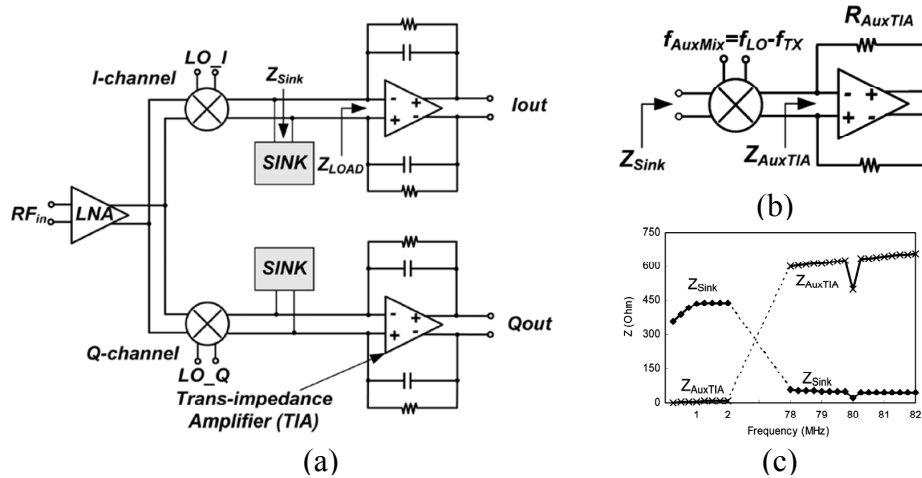 LO_I
I-channel
Z_Sink
SINK
Z_LOAD
- +
+ -
Iout
LNA
RF_in
SINK
- +
+ -
Qout
Q-channel
LO_Q
Trans-impedance
Amplifier (TIA)
(a)
R_AuxTIA
f_AuxMix=f_LO-f_TX
- +
+ -
Z_Sink
Z_AuxTIA
(b)
750
600
450
300
150
0
Z (Ohm)
Z_Sink
Z_AuxTIA
Z_AuxTIA
Z_Sink
1 2 78 79 80 81 82
Frequency (MHz)
(c)